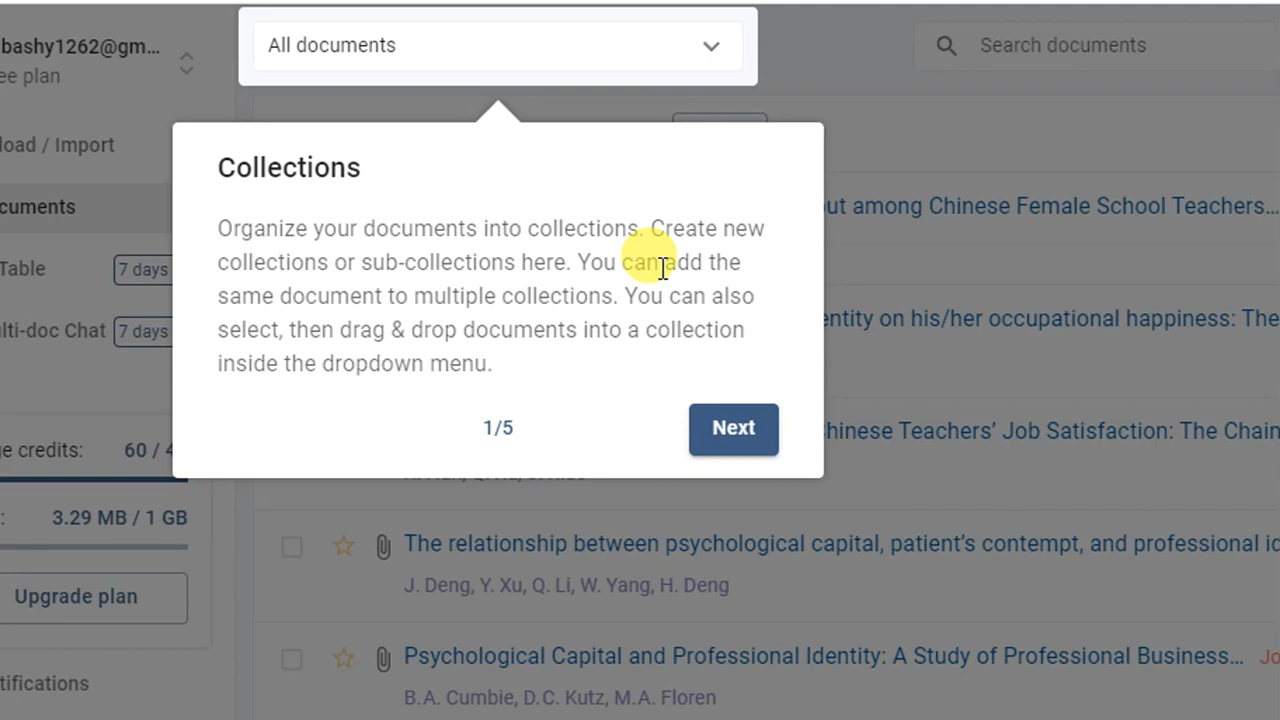 bashy1262@gm...
ee plan
All documents
Search documents
load / Import
cuments
Table
7 days
lti-doc Chat
7 days
Collections
Organize your documents into collections. Create new
collections or sub-collections here. You can add the
same document to multiple collections. You can also
select, then drag & drop documents into a collection
inside the dropdown menu.
1/5
Next
ge credits:
60 / 4
:
3.29 MB / 1 GB
Upgrade plan
tifications
out among Chinese Female School Teachers...
entity on his/her occupational happiness: The
Chinese Teachers' Job Satisfaction: The Chain
The relationship between psychological capital, patient's contempt, and professional id
J. Deng, Y. Xu, Q. Li, W. Yang, H. Deng
Psychological Capital and Professional Identity: A Study of Professional Business...
Jo
B.A. Cumbie, D.C. Kutz, M.A. Floren